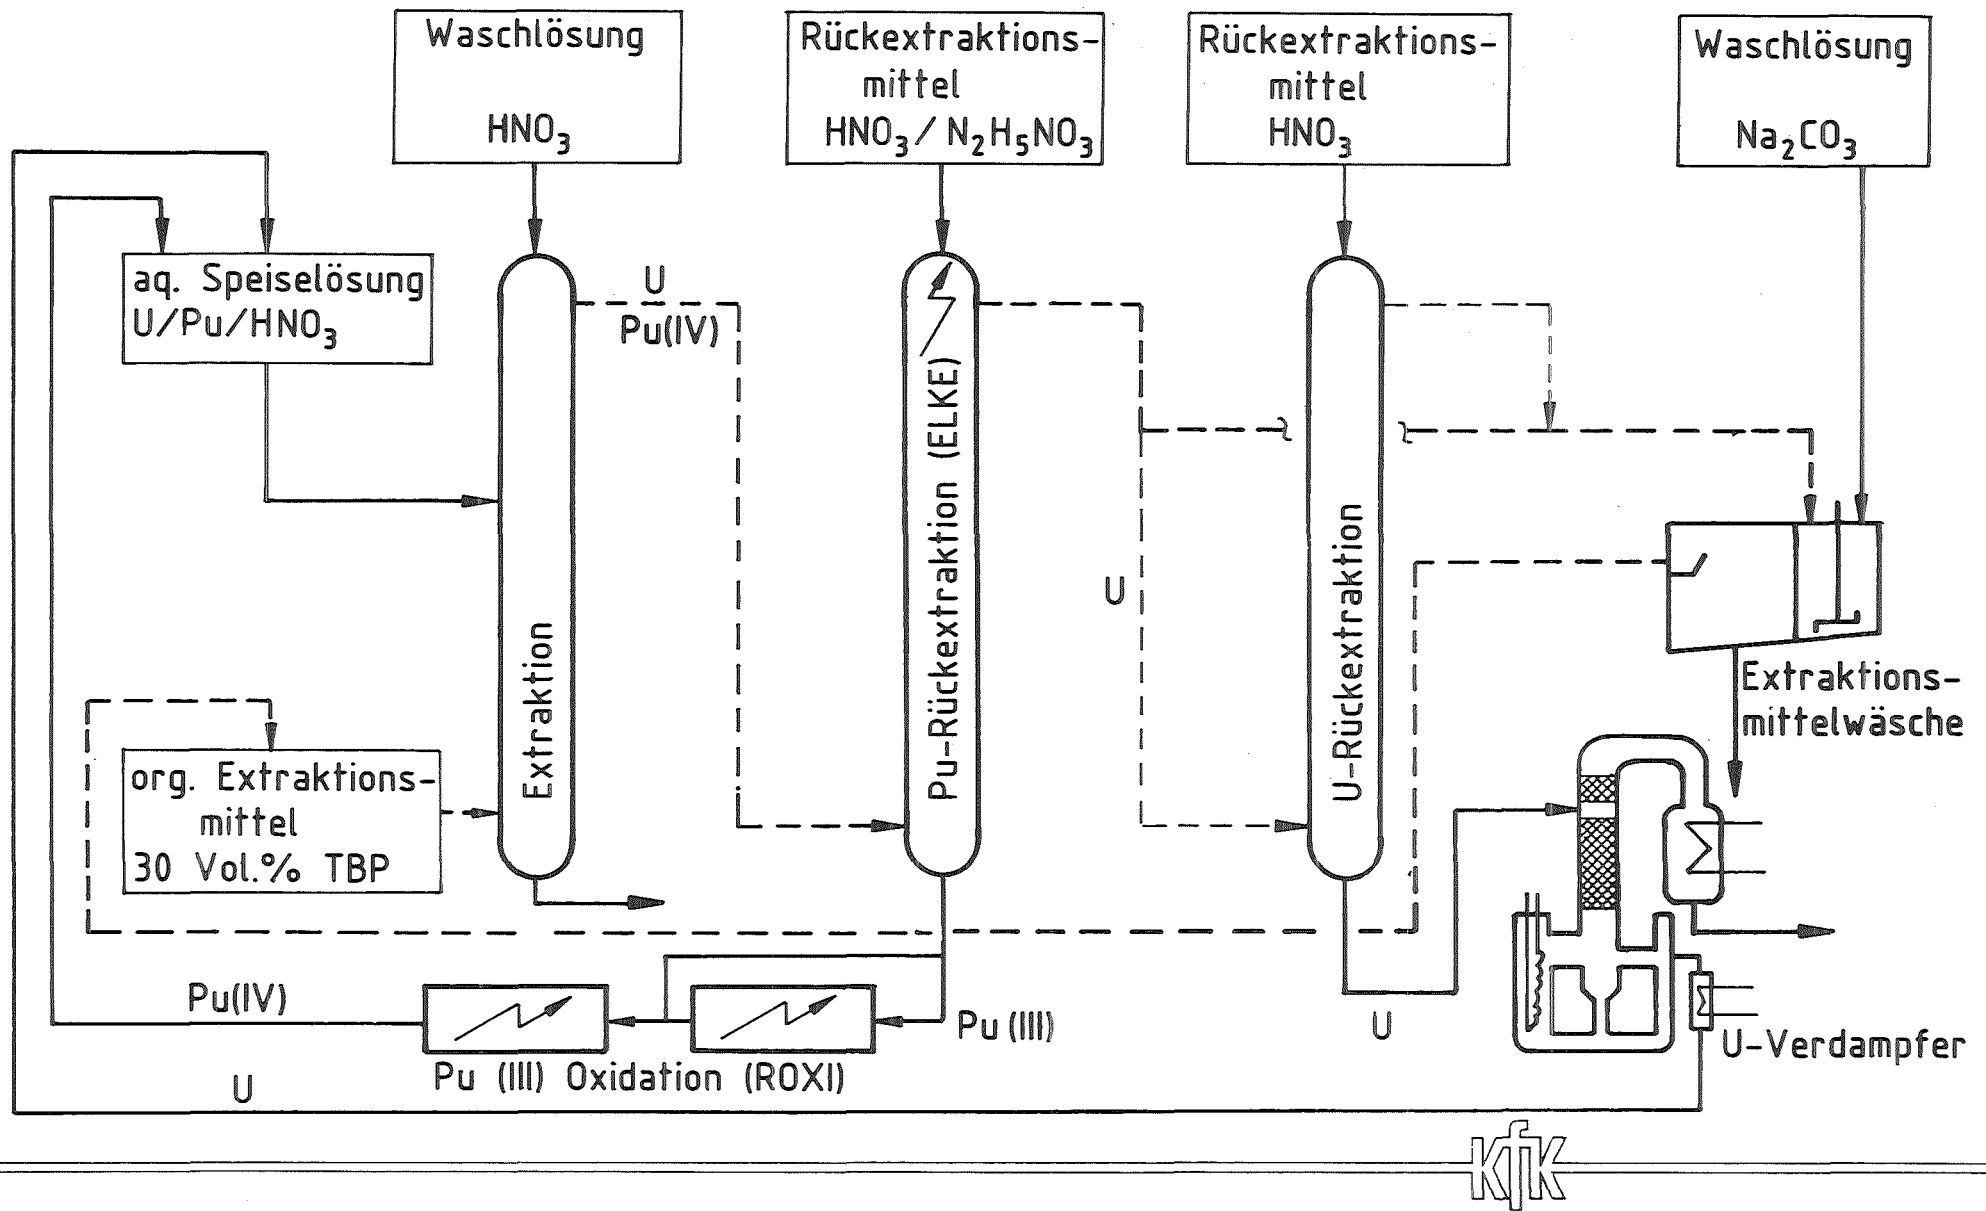 Waschlösung
HNO₃
Rückextraktions-
mittel
HNO₃/N₂H₅NO₃
Rückextraktions-
mittel
HNO₃
Waschlösung
Na₂CO₃
aq. Speiselösung
U/Pu/HNO₃
U
Pu(IV)
Extraktion
Pu-Rückextraktion (ELKE)
U
U-Rückextraktion
Extraktions-
mittelwäsche
org. Extraktions-
mittel
30 Vol.% TBP
Pu(IV)
Pu (III)
Pu (III) Oxidation (ROXI)
U
U
U-Verdampfer
KfK